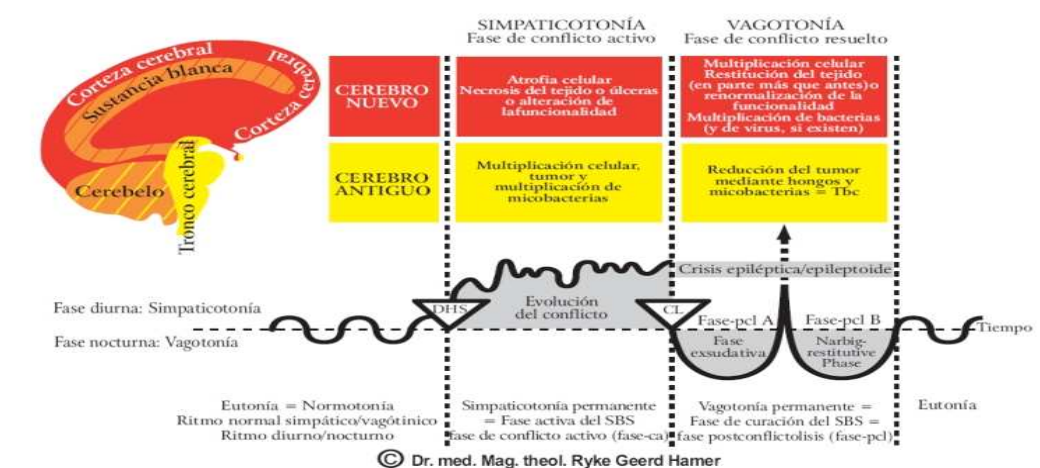 SIMPATICOTONÍA
Fase de conflicto activo
VAGOTONÍA
Fase de conflicto resuelto
Corteza cerebral
Sustancia blanca
Corteza cerebral
Cerebelo
Tronco cerebral
CEREBRO
NUEVO
Atrofia celular
Necrosis del tejido o úlceras
o alteración de
lafuncionalidad
Multiplicación celular
Restitución del tejido
(en parte más que antes)o
renormalización de la
funcionalidad
Multiplicación de bacterias
(y de virus, si existen)
CEREBRO
ANTIGUO
Multiplicación celular,
tumor y
multiplicación de
micobacterias
Reducción del tumor
mediante hongos y
micobacterias = Tbc
Crisis epiléptica/epileptoide
Fase diurna: Simpaticotonía
Fase nocturna: Vagotonía
DHS
Evolución
del conflicto
CL
Fase-pcl A
Fase-pcl B
Fase
exsudativa
Narbig-
restitutive
Phase
Tiempo
Eutonía = Normotonía
Ritmo normal simpático/vagótinico
Ritmo diurno/nocturno
Simpaticotonía permanente
= Fase activa del SBS
fase de conflicto activo (fase-ca)
Vagotonía permanente =
Fase de curación del SBS =
fase postconflictolisis (fase-pcl)
Eutonía
© Dr. med. Mag. theol. Ryke Geerd Hamer